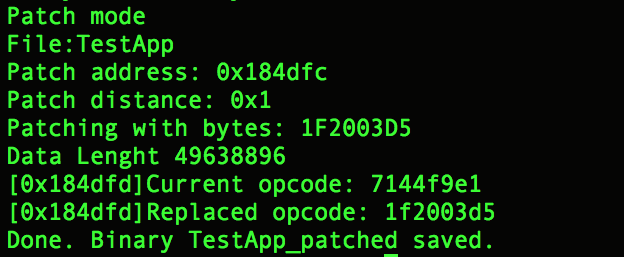 Patch mode
File:TestApp
Patch address: 0x184dfc
Patch distance: 0x1
Patching with bytes: 1F2003D5
Data Lenght 49638896
[0x184dfd]Current opcode: 7144f9e1
[0x184dfd]Replaced opcode: 1f2003d5
Done. Binary TestApp_patched saved.